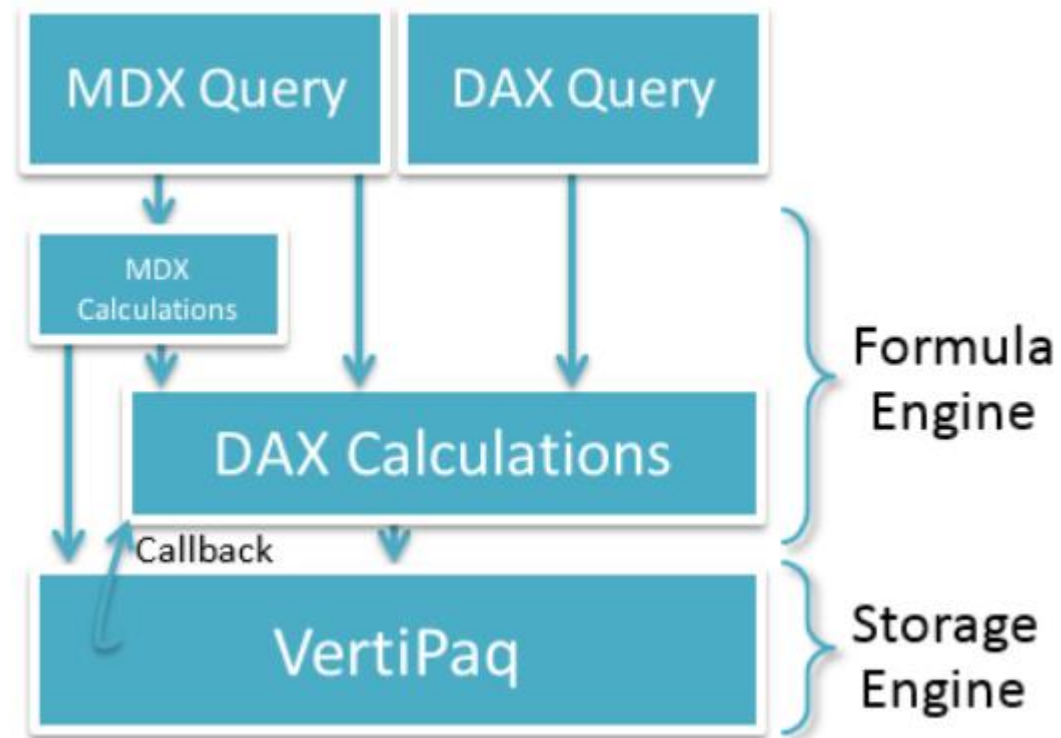 MDX Query
DAX Query
MDX
Calculations
Formula
Engine
DAX Calculations
Callback
VertiPaq
Storage
Engine